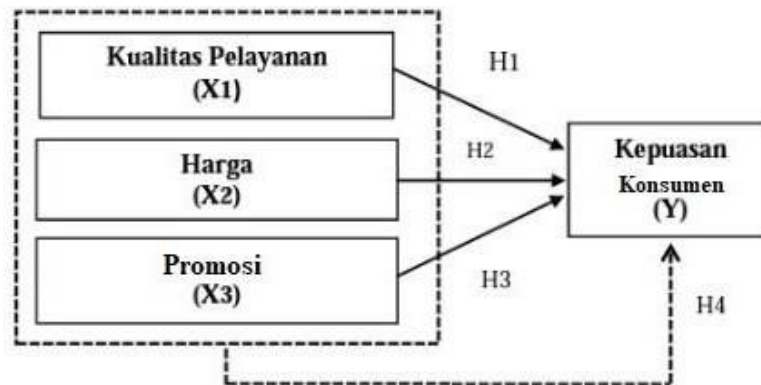 Kualitas Pelayanan
(X1)
H1
Harga
(X2)
H2
Kepuasan
Konsumen
(Y)
Promosi
(X3)
H3
H4